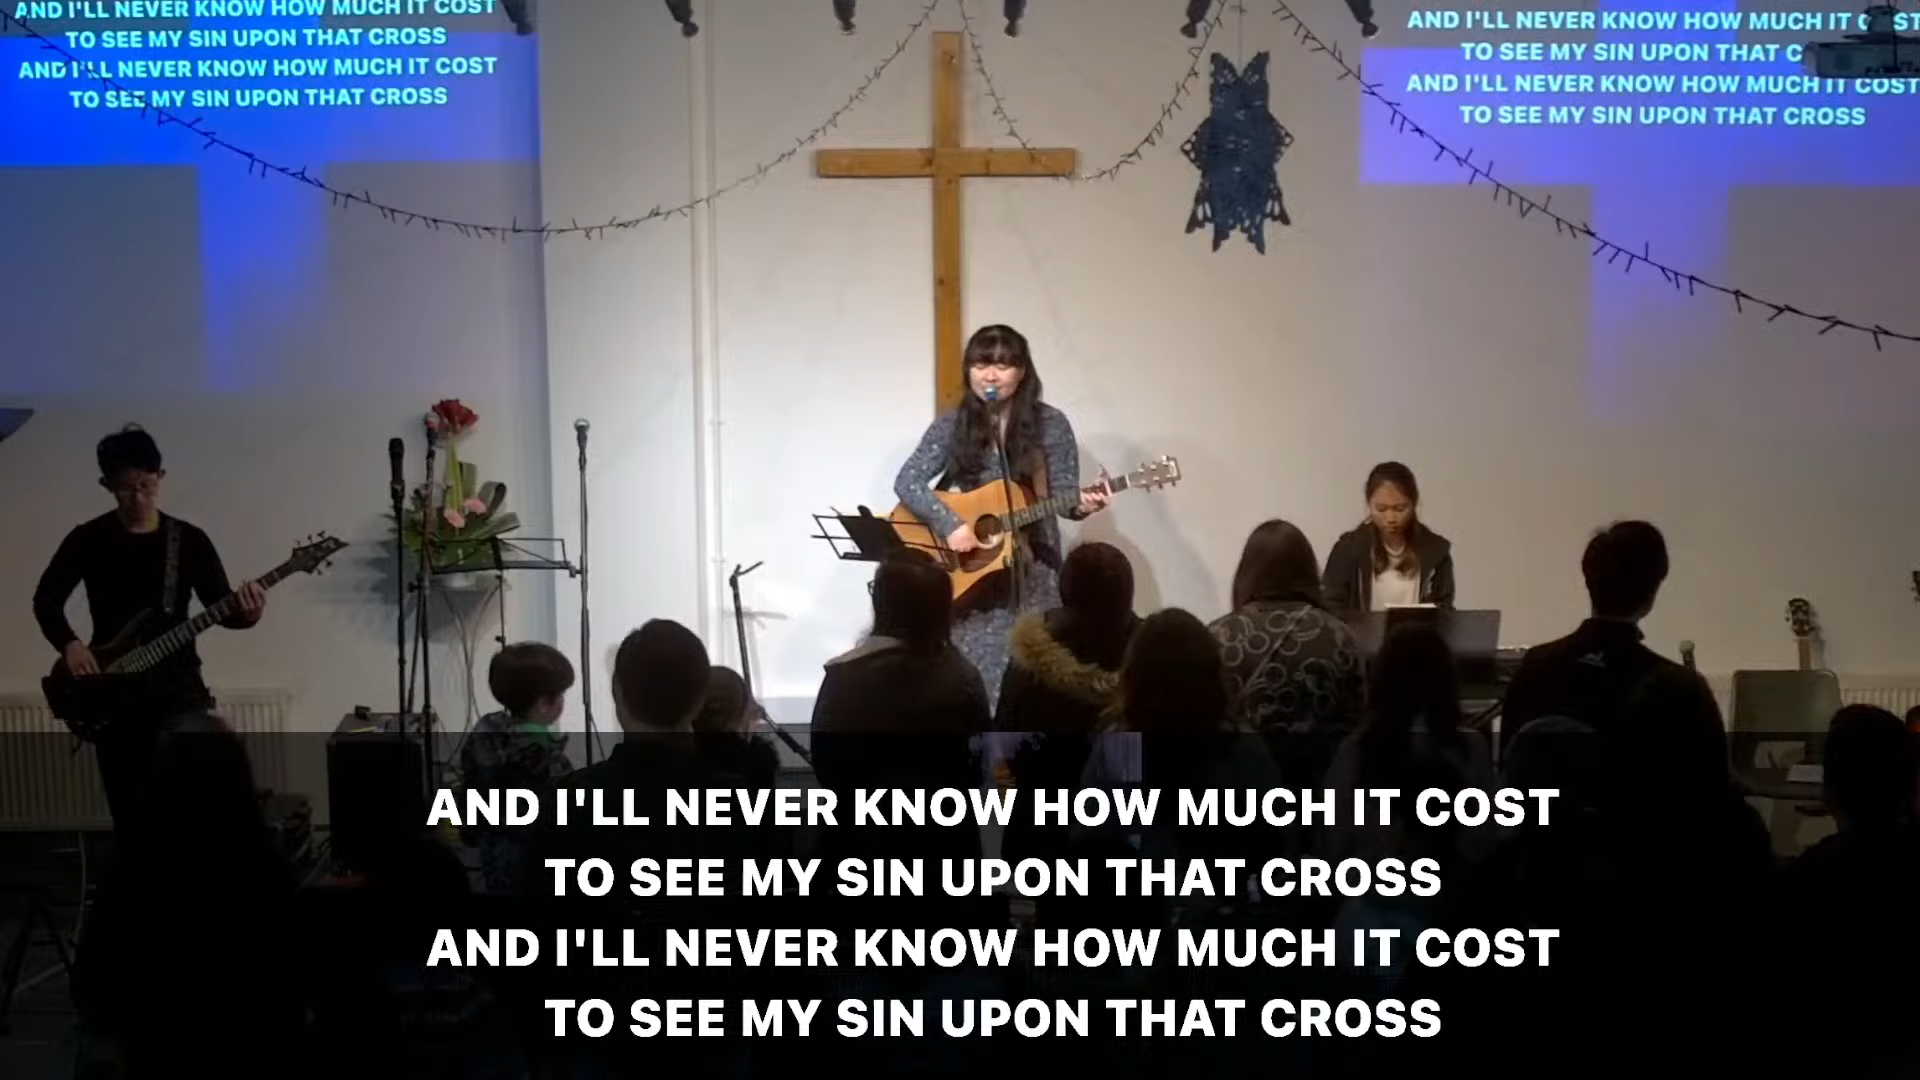 AND I'LL NEVER KNOW HOW MUCH IT COST
TO SEE MY SIN UPON THAT CROSS
AND I'LL NEVER KNOW HOW MUCH IT COST
TO SEE MY SIN UPON THAT CROSS
AND I'LL NEVER KNOW HOW MUCH IT COST
TO SEE MY SIN UPON THAT
AND I'LL NEVER KNOW HOW MUCH IT COST
TO SEE MY SIN UPON THAT CROSS
AND I'LL NEVER KNOW HOW MUCH IT COST
TO SEE MY SIN UPON THAT CROSS
AND I'LL NEVER KNOW HOW MUCH IT COST
TO SEE MY SIN UPON THAT CROSS